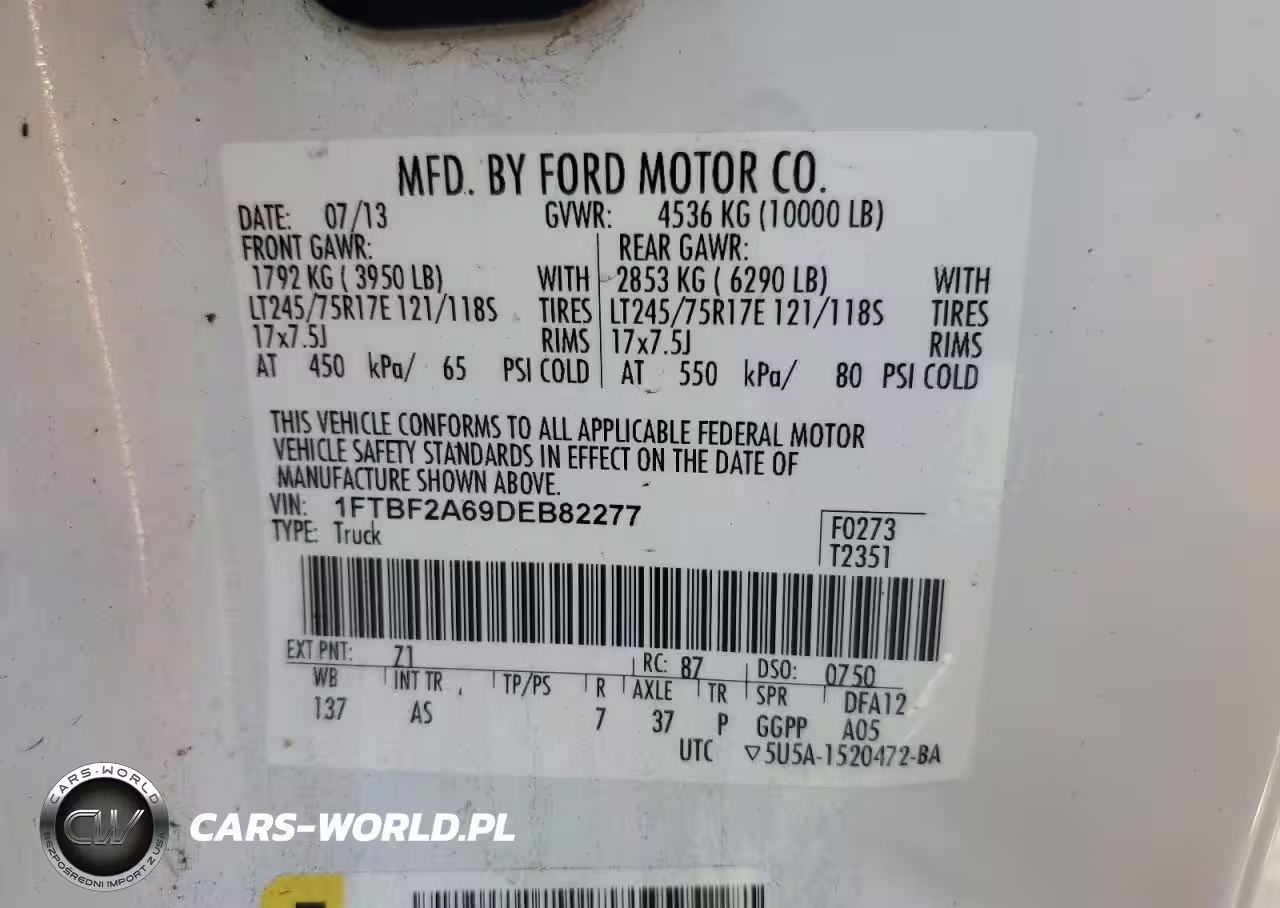 MFD. BY FORD MOTOR CO.
DATE: 07/13 GVWR: 4536 KG (10000 LB)
FRONT GAWR: REAR GAWR:
1792 KG ( 3950 LB) WITH 2853 KG ( 6290 LB) WITH
LT245/75R17E 121/118S TIRES LT245/75R17E 121/118S TIRES
17x7.5J RIMS 17x7.5J RIMS
AT 450 kPa/ 65 PSI COLD AT 550 kPa/ 80 PSI COLD
THIS VEHICLE CONFORMS TO ALL APPLICABLE FEDERAL MOTOR
VEHICLE SAFETY STANDARDS IN EFFECT ON THE DATE OF
MANUFACTURE SHOWN ABOVE.
VIN: 1FTBF2A69DEB82277
TYPE: Truck
F0273
T2351
EXT PNT: Z1 RC: 87 DSO: 0750
WB INT TR TP/PS R AXLE TR SPR DFA12
137 AS 7 37 P GGPP A05
UTC ▽5U5A-1520472-BA
CARS-WORLD
CW
BEZPOŚREDNI IMPORT Z USA
CARS-WORLD.PL